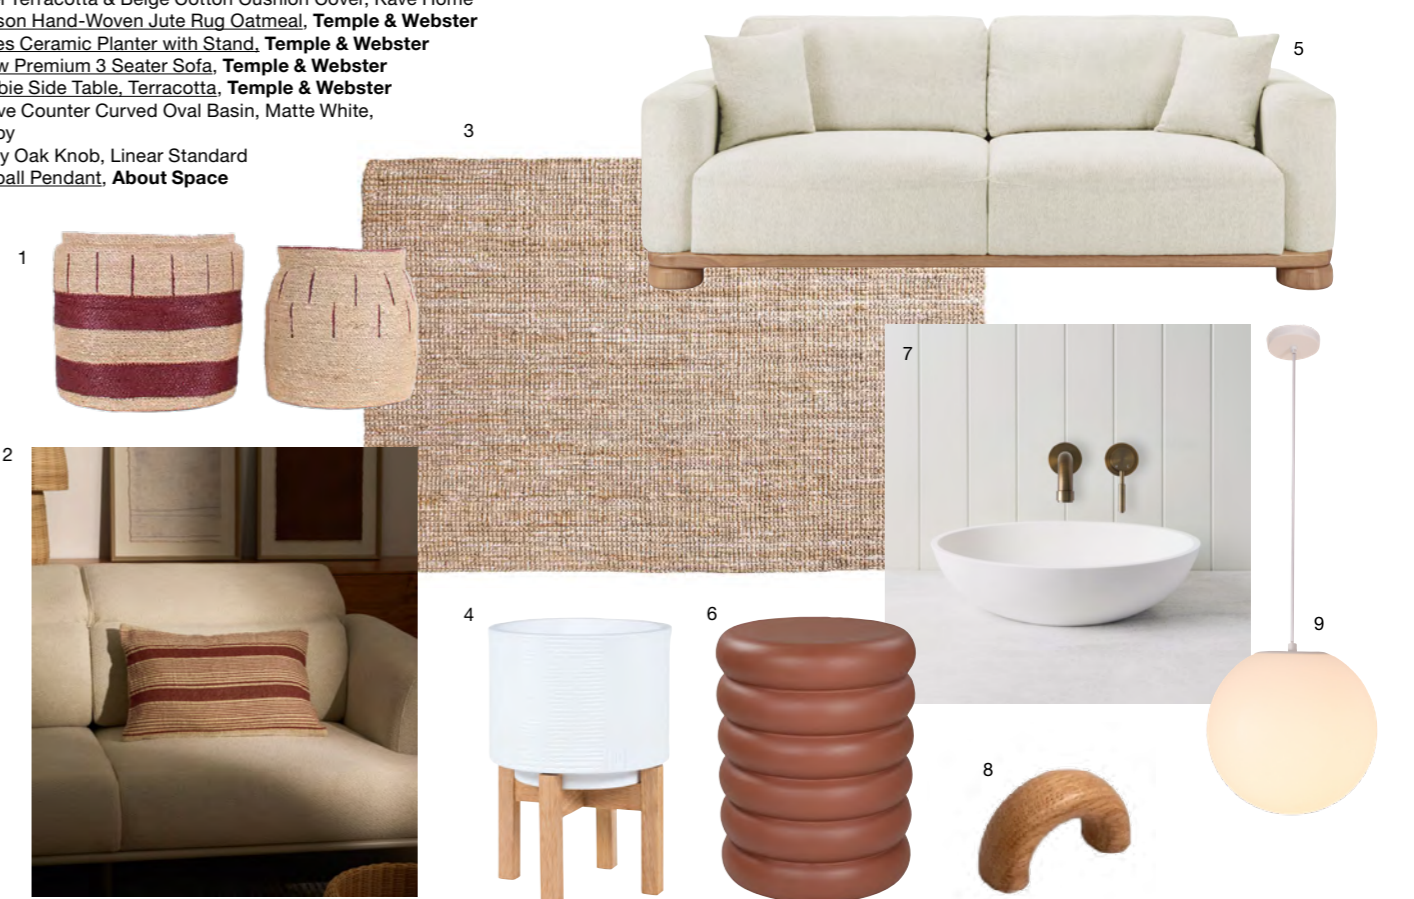 Terracotta & Beige Cotton Cushion Cover, Kave Home
son Hand-Woven Jute Rug Oatmeal, Temple & Webster
es Ceramic Planter with Stand, Temple & Webster
w Premium 3 Seater Sofa, Temple & Webster
bie Side Table, Terracotta, Temple & Webster
ve Counter Curved Oval Basin, Matte White,
by
y Oak Knob, Linear Standard
ball Pendant, About Space
5
3
1
7
2
4
6
9
8